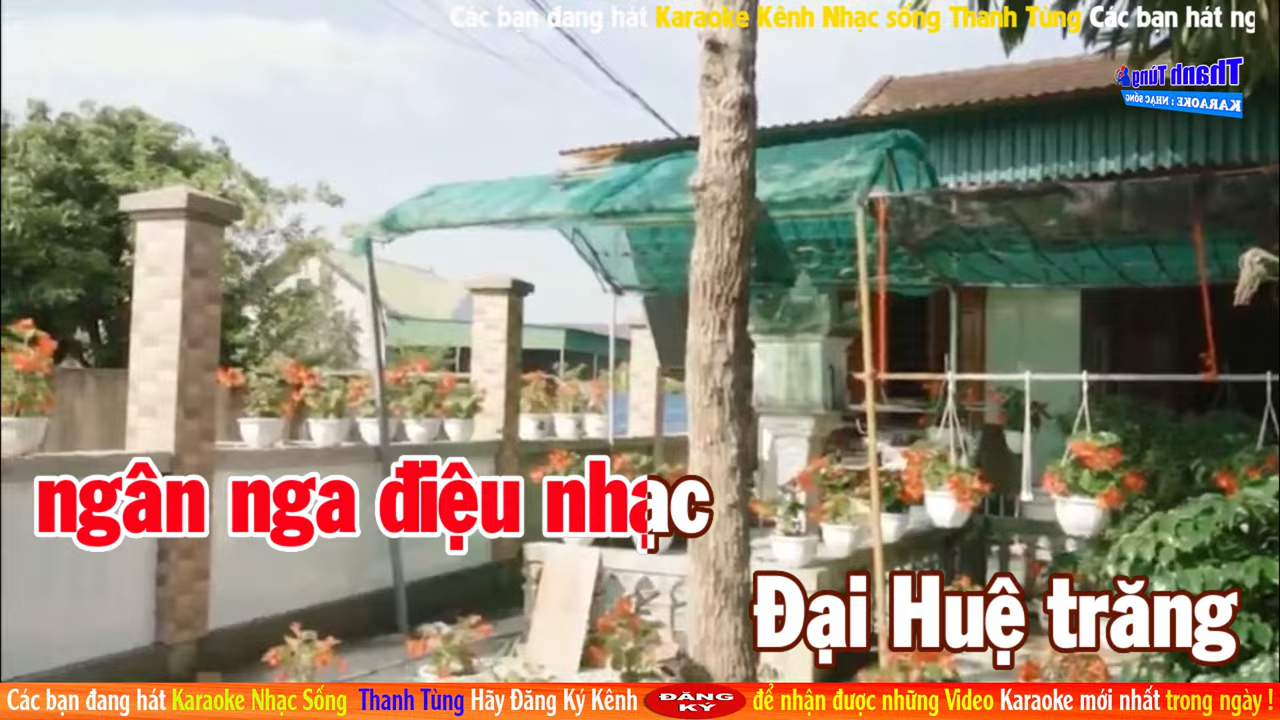 Các bạn đang hát Karaoke Kênh Nhạc sống Thanh Tùng Các bạn hát ng
Thanh Tùng
KARAOKE : NHẠC SỐNG
ngân nga điệu nhạc
Đại Huệ trăng
Các bạn đang hát Karaoke Nhạc Sống Thanh Tùng Hãy Đăng Ký Kênh ĐĂNG KÝ để nhận được những Video Karaoke mới nhất trong ngày !